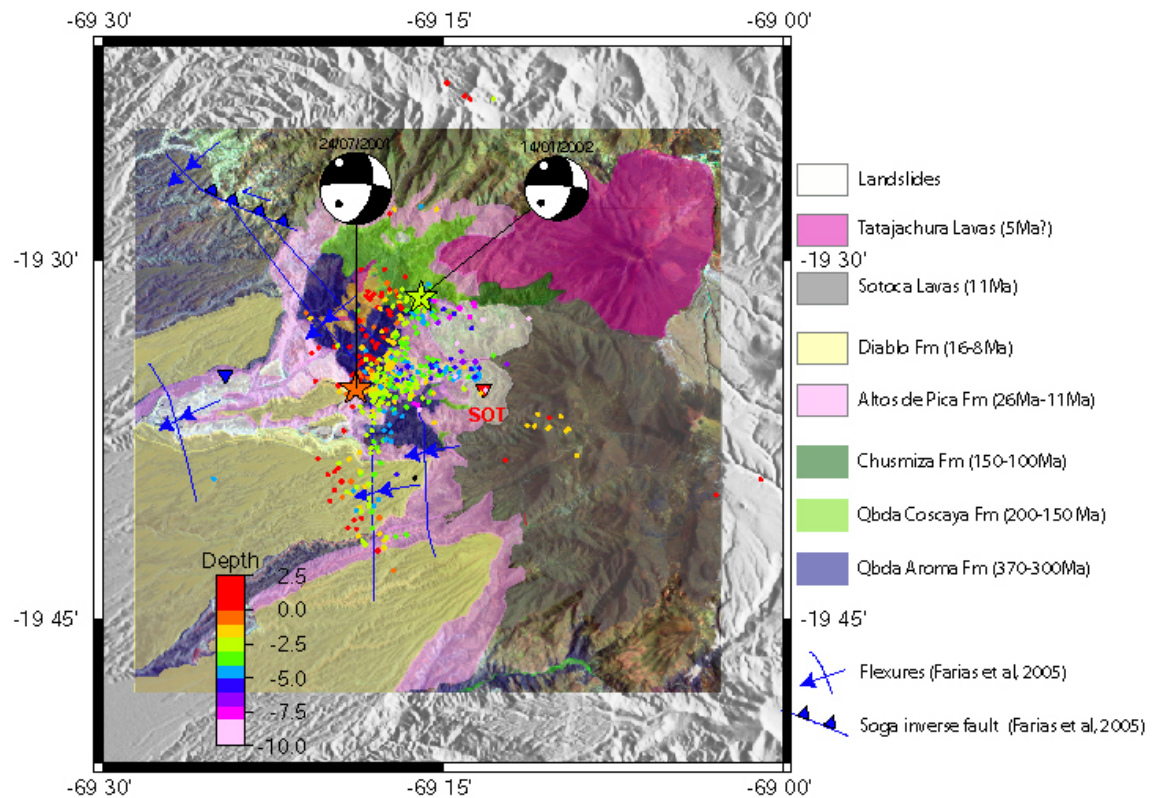 -69 30'
-69 15'
-69 00'
24/07/2001
14/01/2002
Landslides
Tatajachura Lavas (5Ma?)
-19 30'
-19 30'
Sotoca Lavas (11Ma)
Diablo Fm (16-8Ma)
Altos de Pica Fm (26Ma-11Ma)
SOT
Chusmiza Fm (150-100Ma)
Qbda Coscaya Fm (200-150 Ma)
Qbda Aroma Fm (370-300Ma)
Depth
2.5
0.0
-2.5
-5.0
-7.5
-10.0
-19 45'
-19 45'
Flexures (Farias et al, 2005)
Soga inverse fault (Farias et al, 2005)
-69 30'
-69 15'
-69 00'